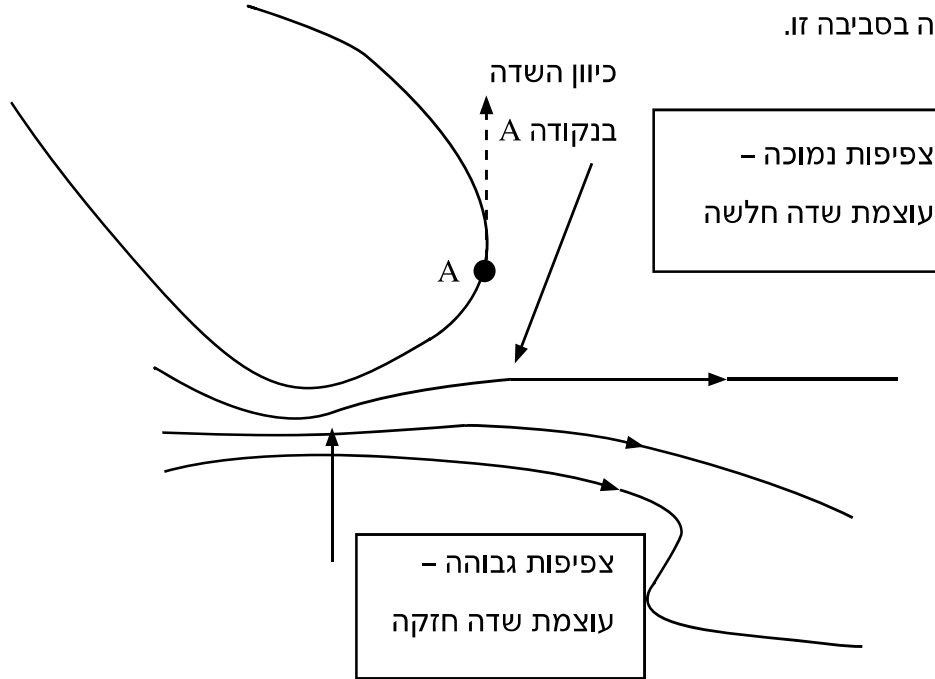 ה בסביבה זו.
כיוון השדה
בנקודה A
צפיפות נמוכה –
עוצמת שדה חלשה
A
צפיפות גבוהה –
עוצמת שדה חזקה